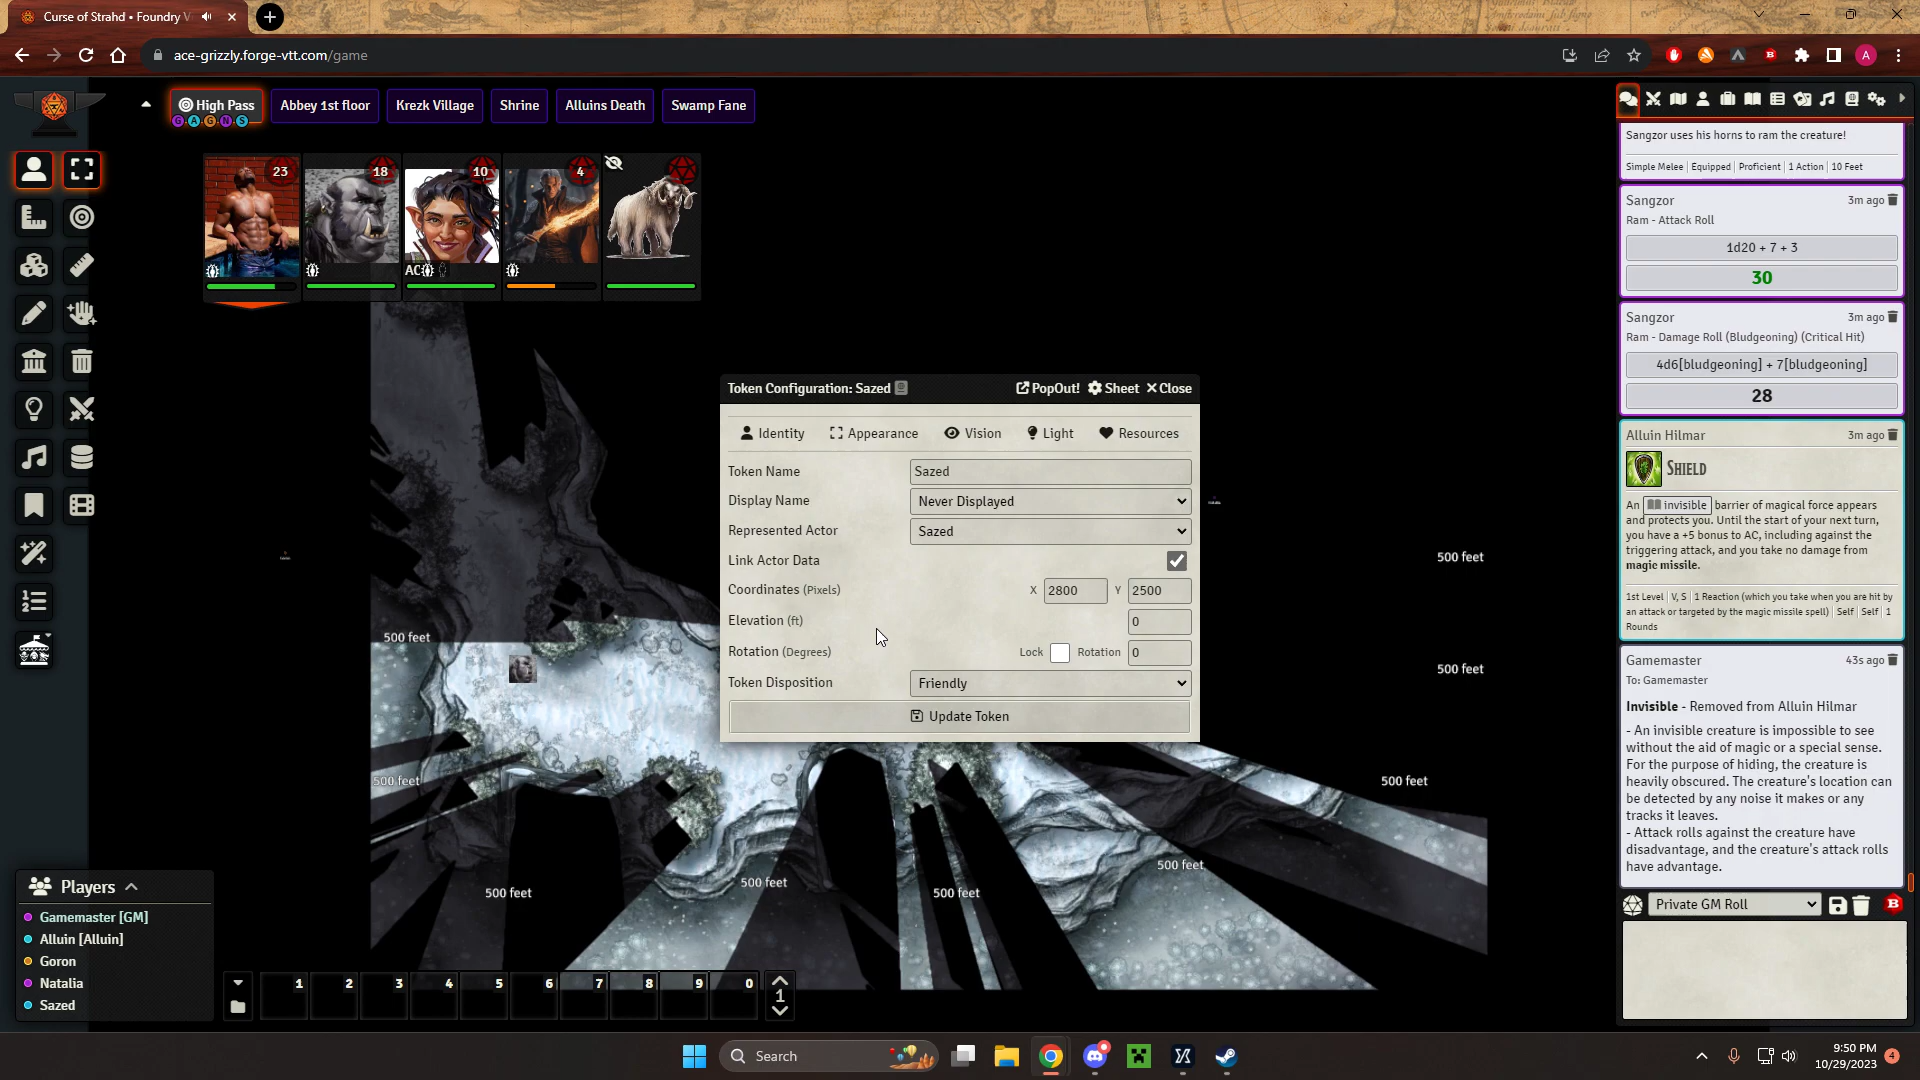 Curse of Strahd • Foundry V
ace-grizzly.forge-vtt.com/game
A
High Pass
G A G N S
Abbey 1st floor
Krezk Village
Shrine
Alluins Death
Swamp Fane
23
18
10
4
AC
Token Configuration: Sazed
PopOut!
Sheet
Close
Identity
Appearance
Vision
Light
Resources
Token Name
Sazed
Display Name
Never Displayed
Represented Actor
Sazed
Link Actor Data
Coordinates (Pixels)
X 2800 Y 2500
Elevation (ft)
0
Rotation (Degrees)
Lock Rotation 0
Token Disposition
Friendly
Update Token
500 feet
500 feet
500 feet
500 feet
500 feet
500 feet
500 feet
500 feet
500 feet
Sangzor uses his horns to ram the creature!
Simple Melee | Equipped | Proficient | 1 Action | 10 Feet
Sangzor 3m ago
Ram - Attack Roll
1d20 + 7 + 3
30
Sangzor 3m ago
Ram - Damage Roll (Bludgeoning) (Critical Hit)
4d6[bludgeoning] + 7[bludgeoning]
28
Alluin Hilmar 3m ago
Shield
An invisible barrier of magical force appears
and protects you. Until the start of your next turn,
you have a +5 bonus to AC, including against the
triggering attack, and you take no damage from
magic missile.
1st Level | V, S | 1 Reaction (which you take when you are hit by
an attack or targeted by the magic missile spell) | Self | Self | 1
Rounds
Gamemaster 43s ago
To: Gamemaster
Invisible - Removed from Alluin Hilmar
- An invisible creature is impossible to see
without the aid of magic or a special sense.
For the purpose of hiding, the creature is
heavily obscured. The creature's location can
be detected by any noise it makes or any
tracks it leaves.
- Attack rolls against the creature have
disadvantage, and the creature's attack rolls
have advantage.
Private GM Roll
B
Players
Gamemaster [GM]
Alluin [Alluin]
Goron
Natalia
Sazed
1 2 3 4 5 6 7 8 9 0
1
Search
9:50 PM
10/29/2023
4